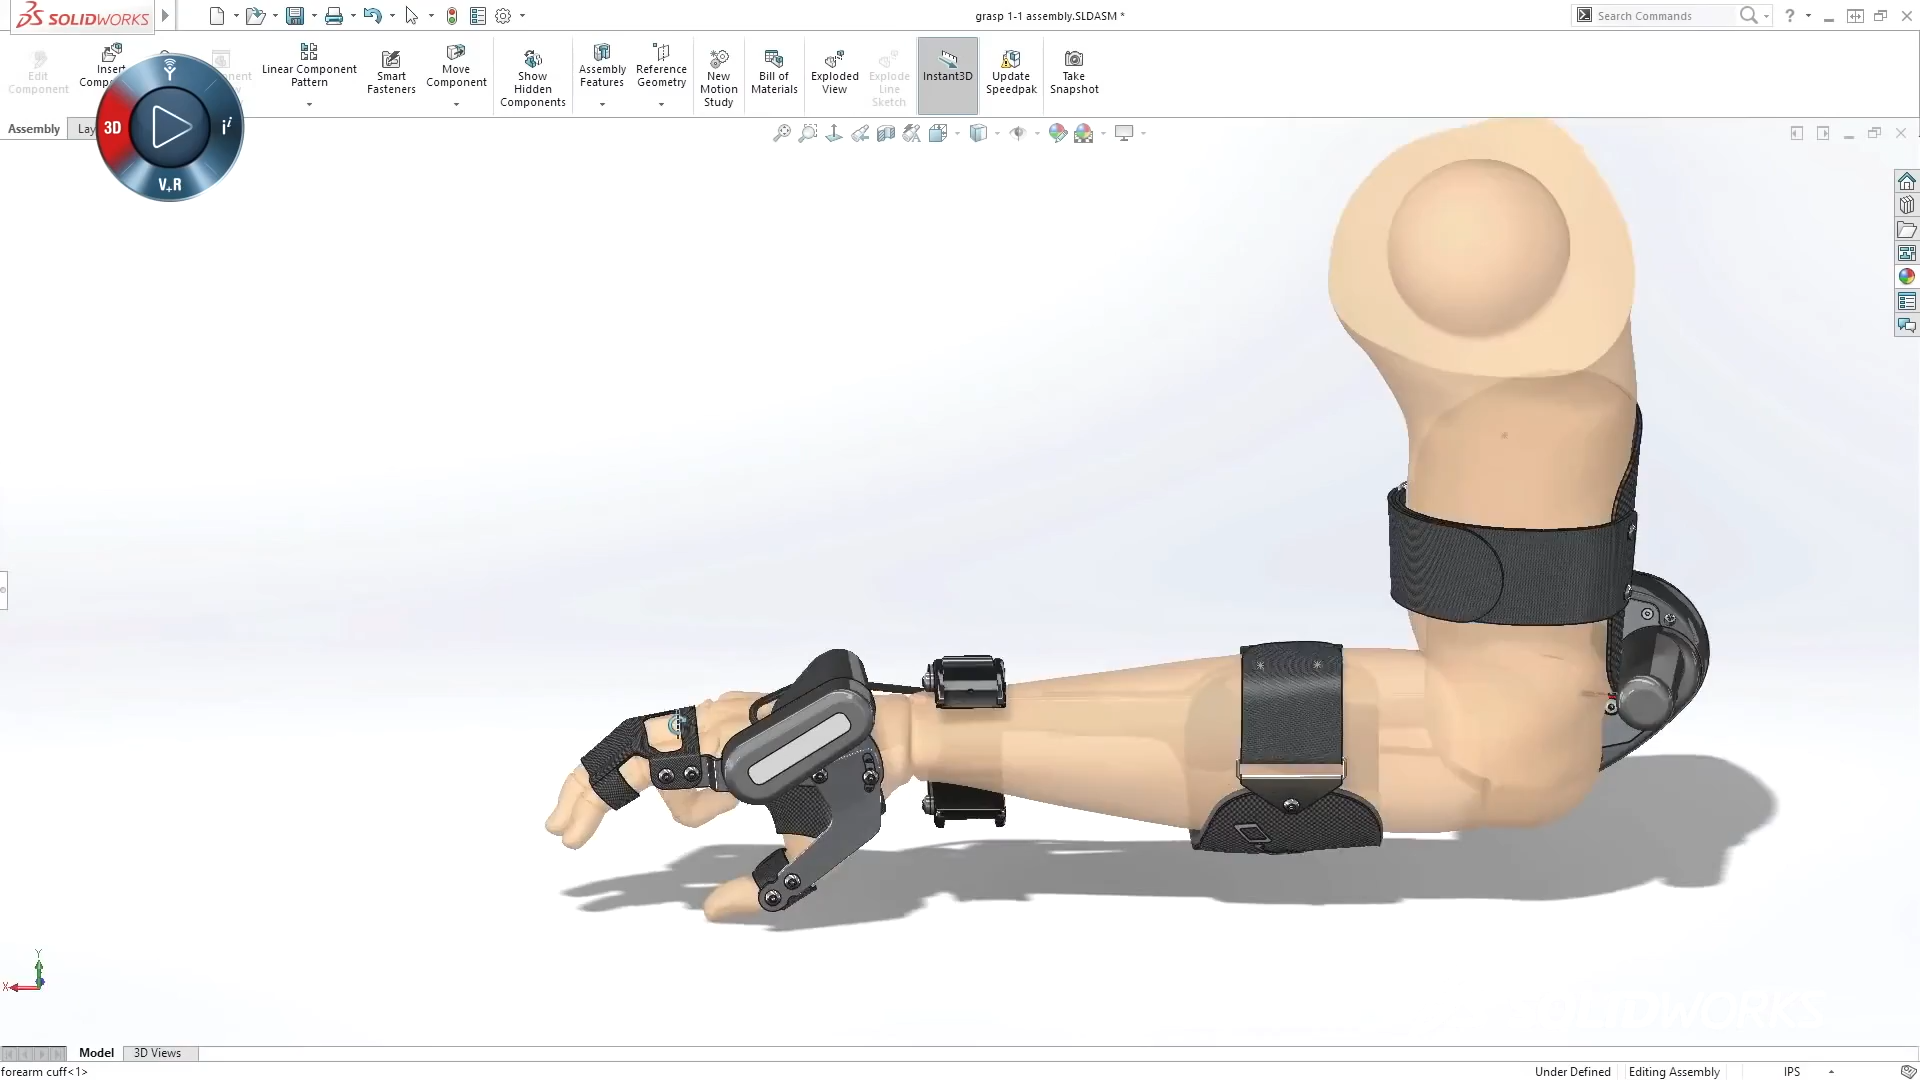 SOLIDWORKS
grasp 1-1 assembly.SLDASM *
Search Commands
?
Edit
Component
Insert
Linear Component
Pattern
Smart
Fasteners
Move
Component
Show
Hidden
Components
Assembly
Features
Reference
Geometry
New
Motion
Study
Bill of
Materials
Exploded
View
Explode
Line
Sketch
Instant3D
Update
Speedpak
Take
Snapshot
Assembly
3D
V+R
Y
X
SOLIDWORKS
Model
3D Views
forearm cuff<1>
Under Defined
Editing Assembly
IPS